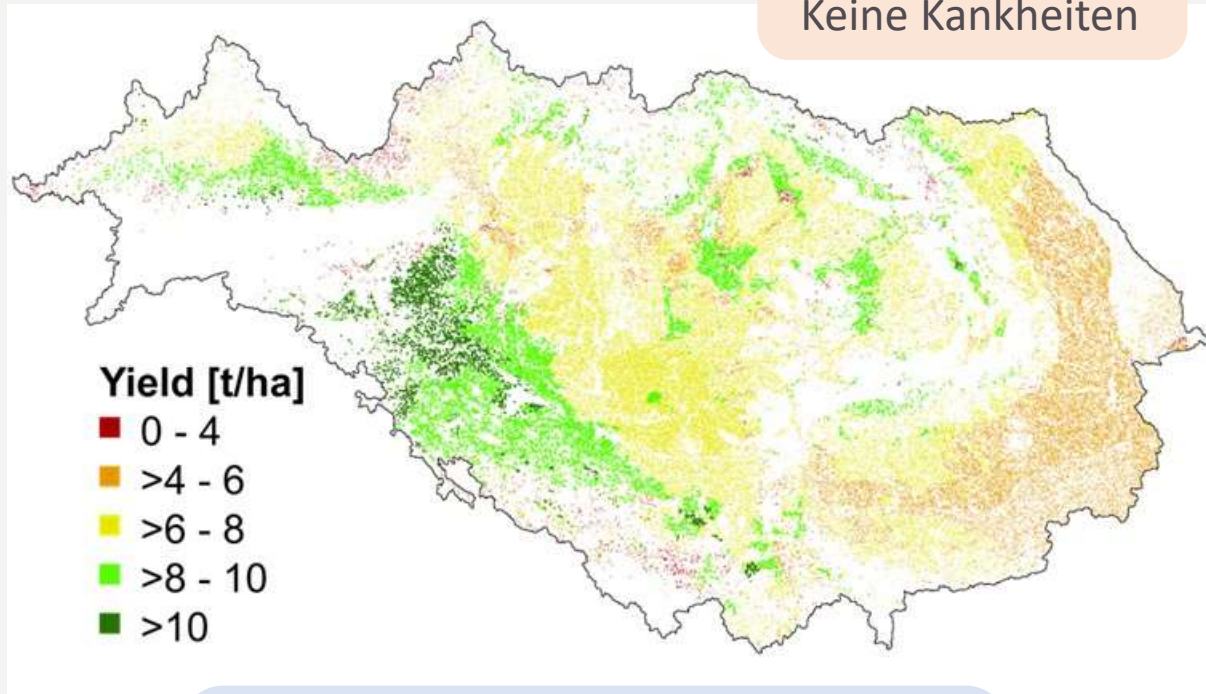 Keine Kankheiten
Yield [t/ha]
0 - 4
>4 - 6
>6 - 8
>8 - 10
>10